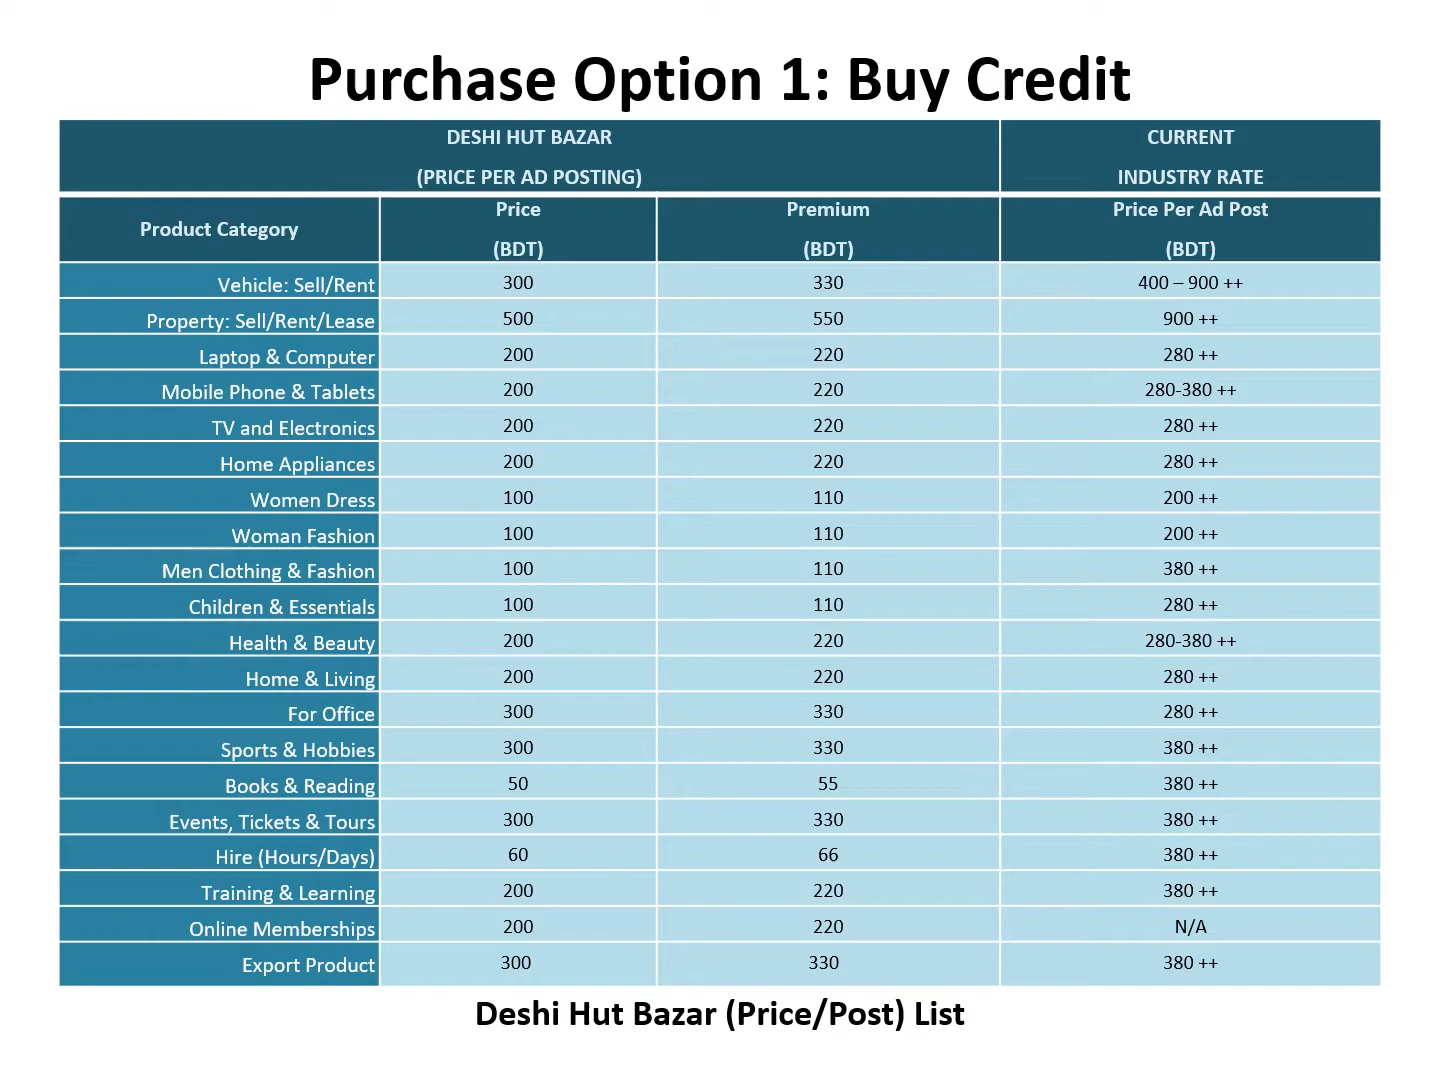 Purchase Option 1: Buy Credit
DESHI HUT BAZAR
(PRICE PER AD POSTING)
CURRENT
INDUSTRY RATE
Product Category
Price
(BDT)
Premium
(BDT)
Price Per Ad Post
(BDT)
Vehicle: Sell/Rent 300 330 400 – 900 ++
Property: Sell/Rent/Lease 500 550 900 ++
Laptop & Computer 200 220 280 ++
Mobile Phone & Tablets 200 220 280-380 ++
TV and Electronics 200 220 280 ++
Home Appliances 200 220 280 ++
Women Dress 100 110 200 ++
Woman Fashion 100 110 200 ++
Men Clothing & Fashion 100 110 380 ++
Children & Essentials 100 110 280 ++
Health & Beauty 200 220 280-380 ++
Home & Living 200 220 280 ++
For Office 300 330 280 ++
Sports & Hobbies 300 330 380 ++
Books & Reading 50 55 380 ++
Events, Tickets & Tours 300 330 380 ++
Hire (Hours/Days) 60 66 380 ++
Training & Learning 200 220 380 ++
Online Memberships 200 220 N/A
Export Product 300 330 380 ++
Deshi Hut Bazar (Price/Post) List